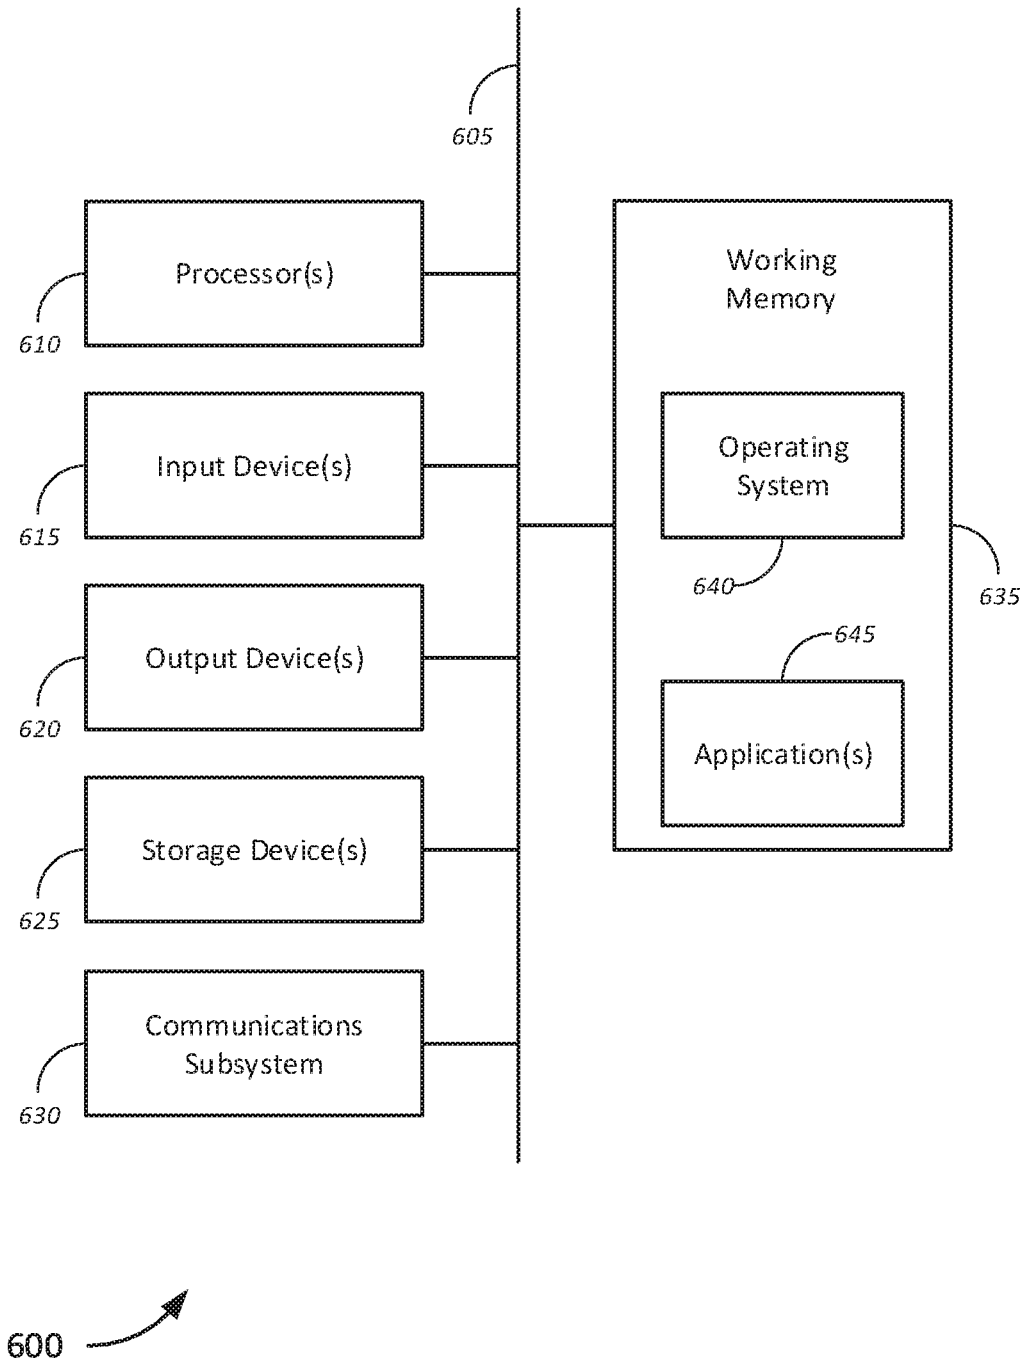 605
Processor(s)
610
Input Device(s)
615
Output Device(s)
620
Storage Device(s)
625
Communications
Subsystem
630
Working
Memory
Operating
System
640
635
645
Application(s)
600